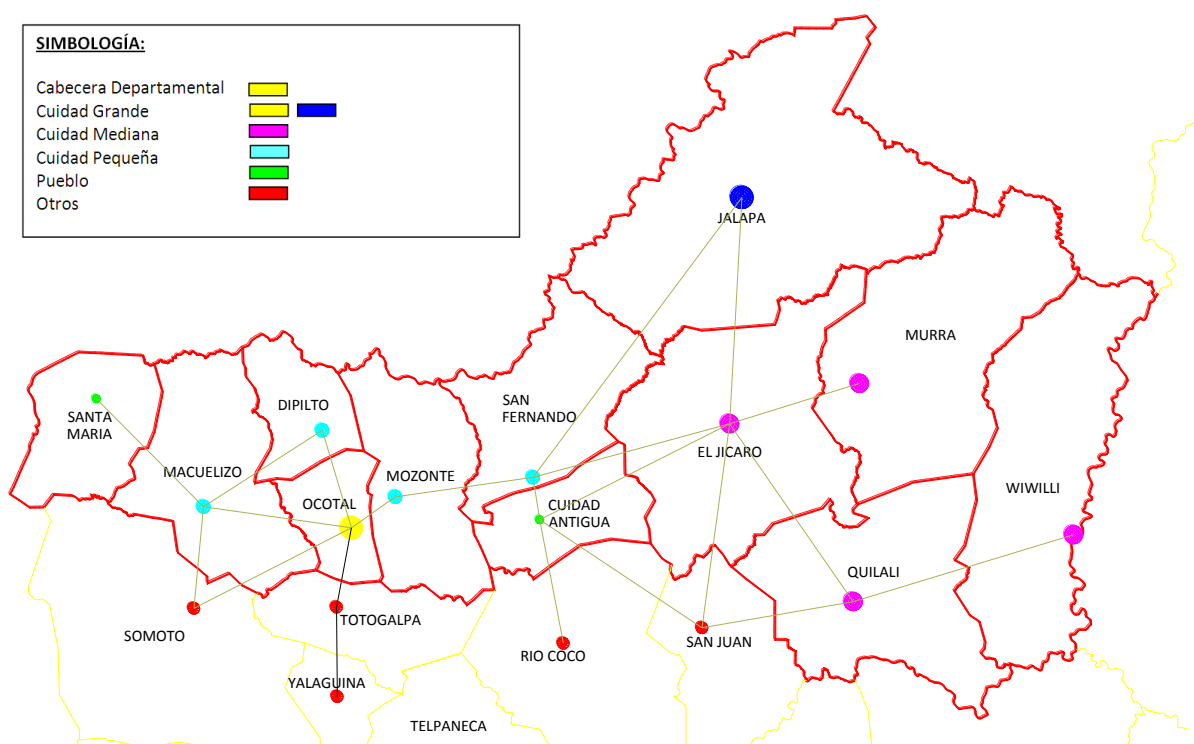 SIMBOLOGÍA:
Cabecera Departamental
Cuidad Grande
Cuidad Mediana
Cuidad Pequeña
Pueblo
Otros
JALAPA
MURRA
SANTA
MARIA
DIPILTO
SAN
FERNANDO
EL JICARO
MACUELIZO
MOZONTE
WIWILLI
OCOTAL
CUIDAD
ANTIGUA
QUILALI
SOMOTO
TOTOGALPA
RIO COCO
SAN JUAN
YALAGUINA
TELPANECA